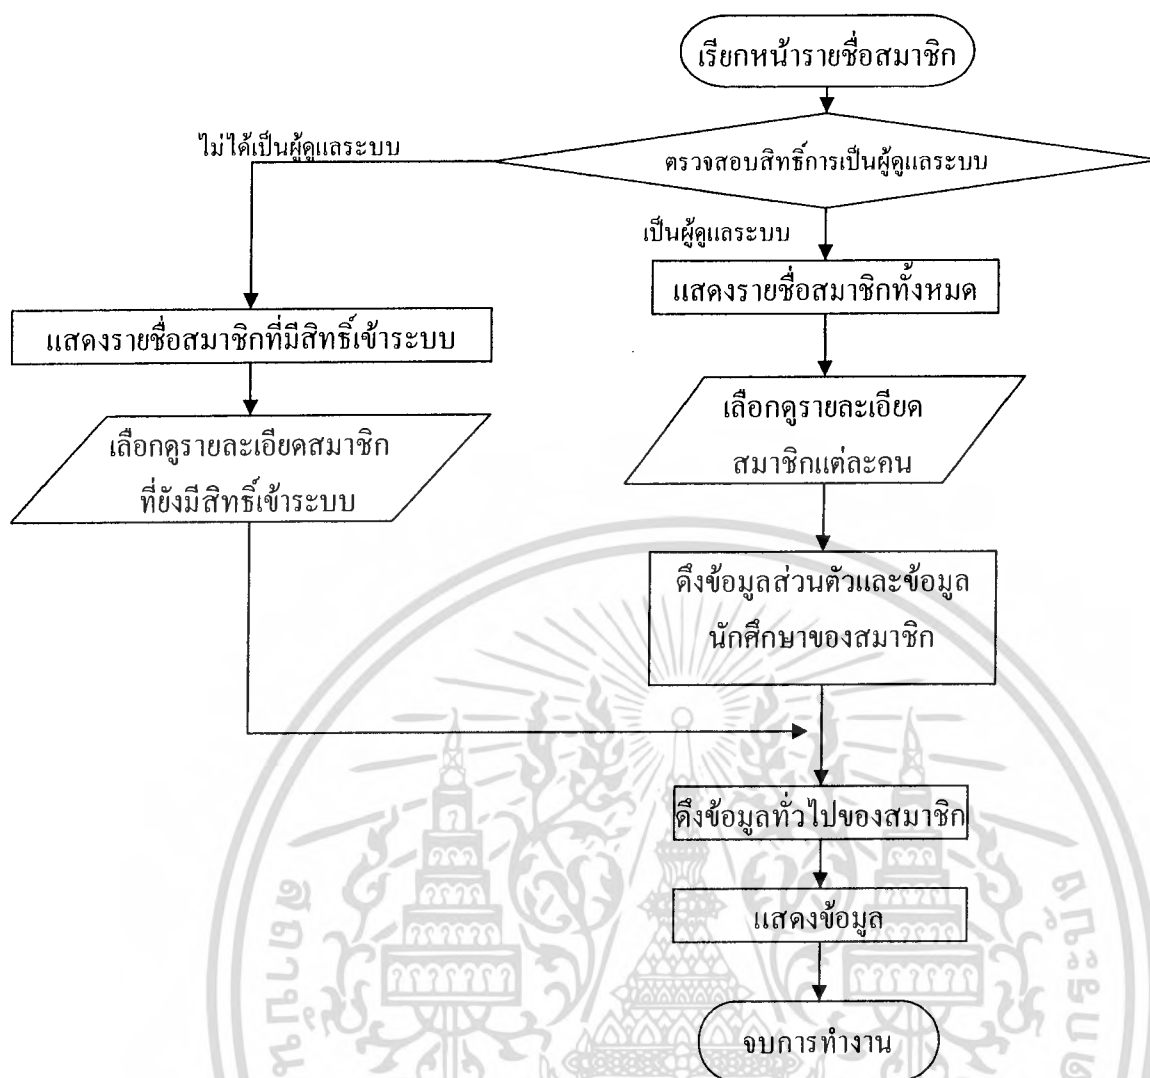 เรียกหน้ารายชื่อสมาชิก
ไม่ได้เป็นผู้ดูแลระบบ
ตรวจสอบสิทธิ์การเป็นผู้ดูแลระบบ
เป็นผู้ดูแลระบบ
แสดงรายชื่อสมาชิกทั้งหมด
แสดงรายชื่อสมาชิกที่มีสิทธิ์เข้าระบบ
เลือกดูรายละเอียด
สมาชิกแต่ละคน
เลือกดูรายละเอียดสมาชิก
ที่ยังมีสิทธิ์เข้าระบบ
ดึงข้อมูลส่วนตัวและข้อมูล
นักศึกษาของสมาชิก
ดึงข้อมูลทั่วไปของสมาชิก
แสดงข้อมูล
จบการทำงาน